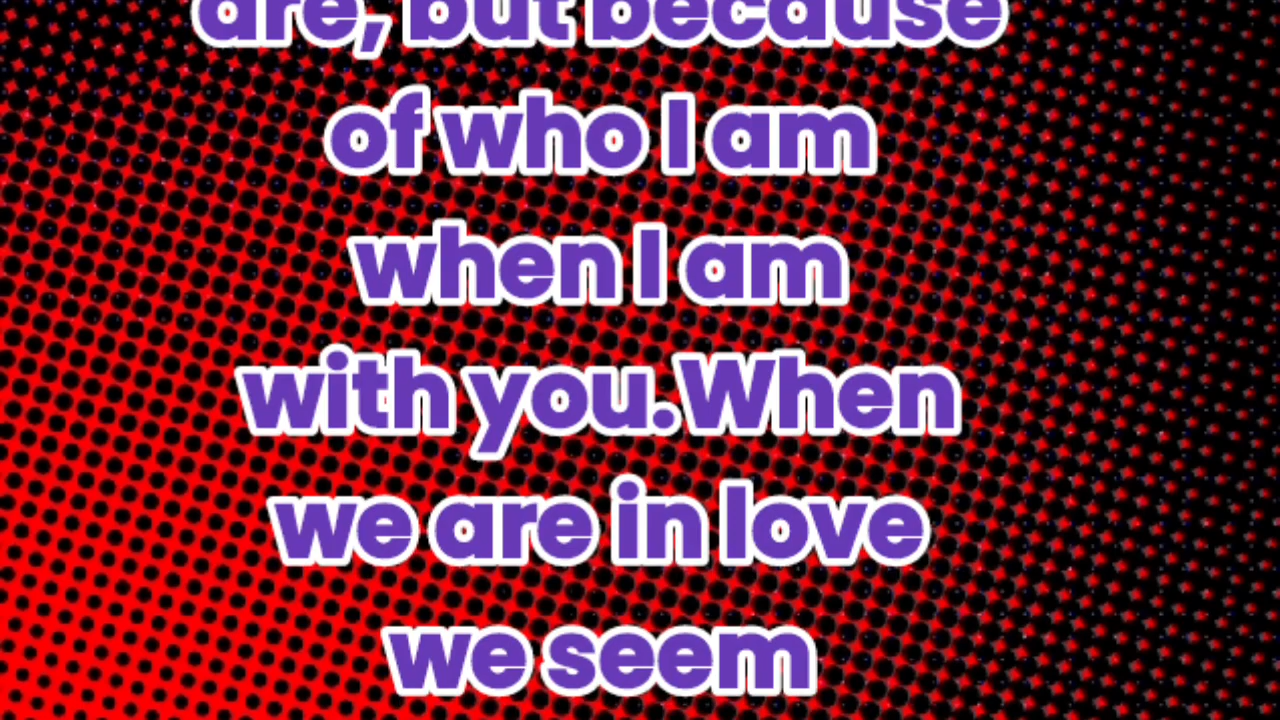 are, but because
of who I am
when I am
with you.When
we are in love
we seem